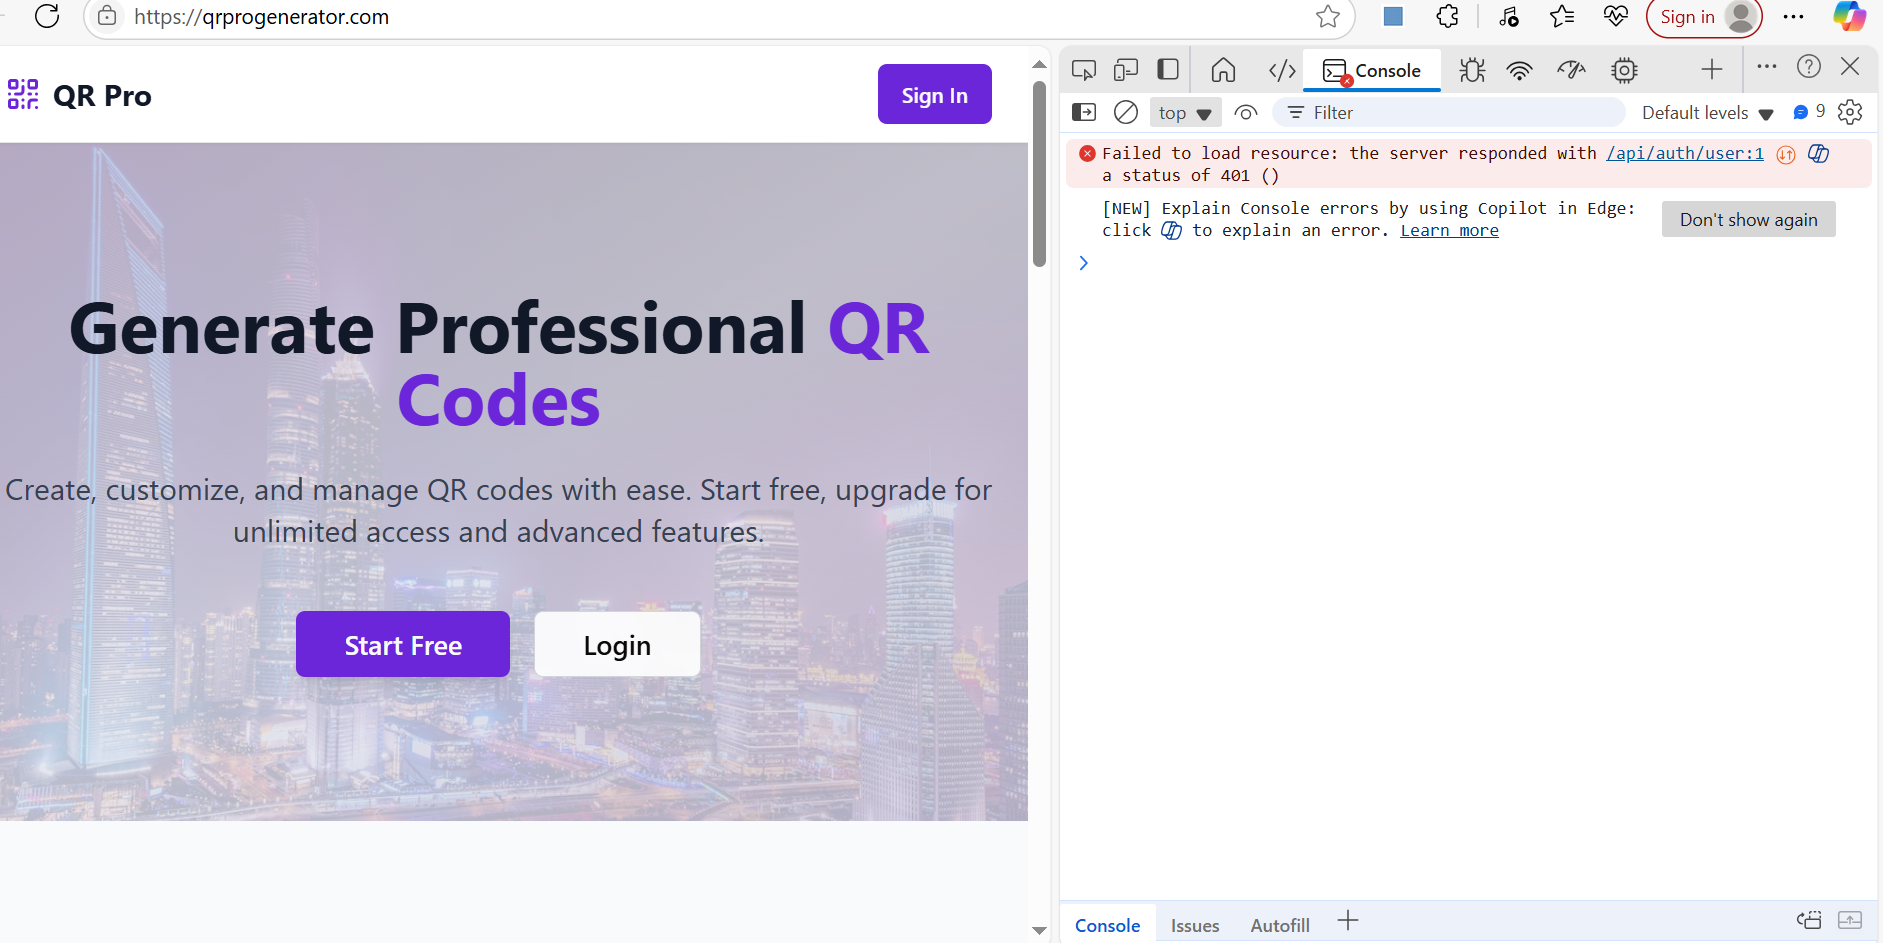 https://qrprogenerator.com
Sign in
QR Pro
Sign In
Generate Professional QR
Codes
Create, customize, and manage QR codes with ease. Start free, upgrade for
unlimited access and advanced features.
Start Free
Login
Console
top
Filter
Default levels
9
Failed to load resource: the server responded with /api/auth/user:1
a status of 401 ()
[NEW] Explain Console errors by using Copilot in Edge:
click to explain an error. Learn more
Don't show again
Console
Issues
Autofill